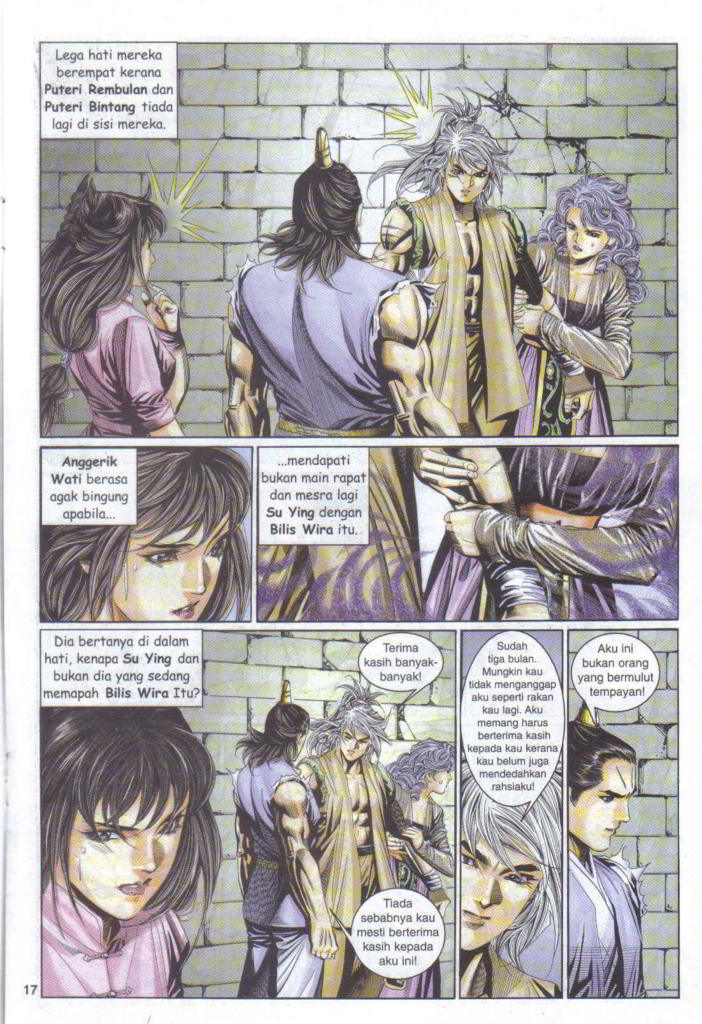 Lega hati mereka
berempat kerana
Puteri Rembulan dan
Puteri Bintang tiada
lagi di sisi mereka.
Anggerik
Wati berasa
agak bingung
apabila...
...mendapati
bukan main rapat
dan mesra lagi
Su Ying dengan
Bilis Wira itu.
Dia bertanya di dalam
hati, kenapa Su Ying dan
bukan dia yang sedang
memapah Bilis Wira Itu?
Terima
kasih banyak-
banyak!
Tiada
sebabnya kau
mesti berterima
kasih kepada
aku ini!
Sudah
tiga bulan.
Mungkin kau
tidak menganggap
aku seperti rakan
kau lagi. Aku
memang harus
berterima kasih
kepada kau kerana
kau belum juga
mendedahkan
rahsiaku!
Aku ini
bukan orang
yang bermulut
tempayan!
17